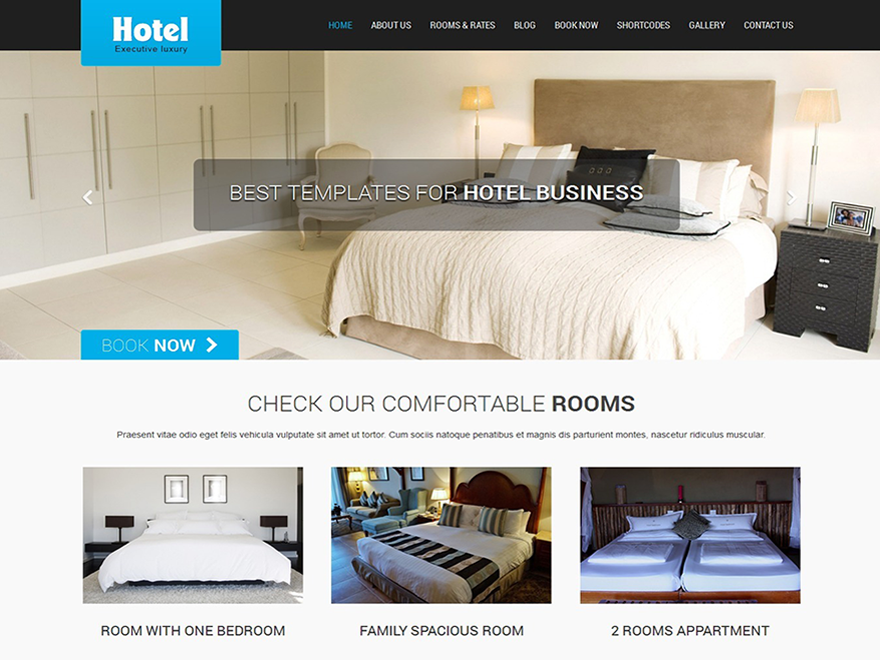 Hotel
Executive luxury
HOME ABOUT US ROOMS & RATES BLOG BOOK NOW SHORTCODES GALLERY CONTACT US
BEST TEMPLATES FOR HOTEL BUSINESS
BOOK NOW
CHECK OUR COMFORTABLE ROOMS
Praesent vitae odio eget felis vehicula vulputate sit amet ut tortor. Cum sociis natoque penatibus et magnis dis parturient montes, nascetur ridiculus muscular.
ROOM WITH ONE BEDROOM
FAMILY SPACIOUS ROOM
2 ROOMS APPARTMENT